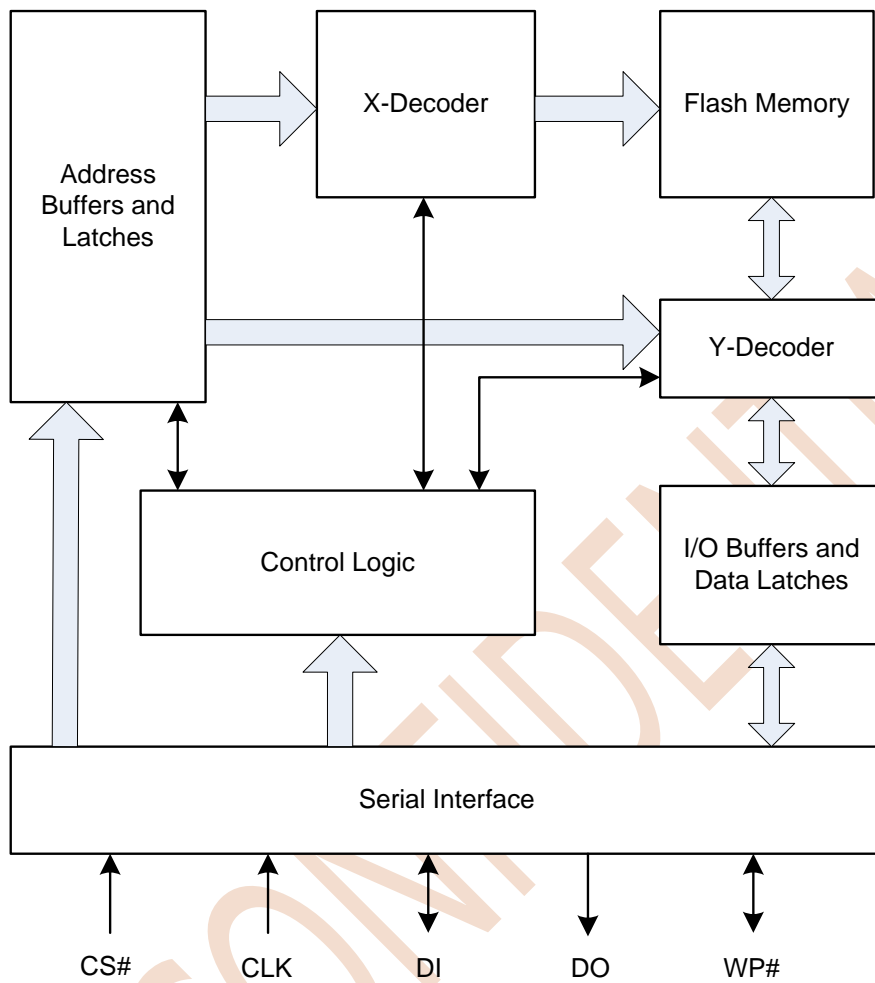 X-Decoder
Flash Memory
Address
Buffers and
Latches
Y-Decoder
Control Logic
I/O Buffers and
Data Latches
Serial Interface
CS#
CLK
DI
DO
WP#
CONFIDENTIA